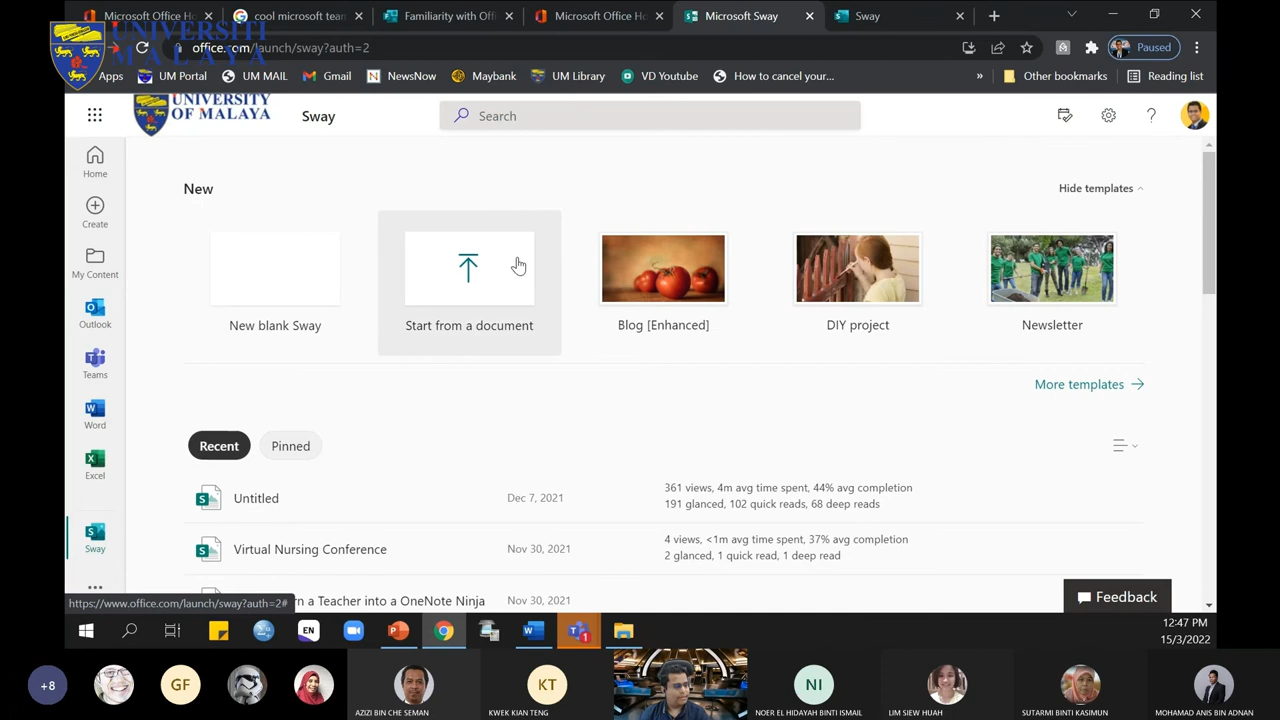 Microsoft Office Ho
cool microsoft team
Familiarity with Off
Microsoft Office Ho
Microsoft Sway
Sway
UNIVERSITI
MALAYA
office.com/launch/sway?auth=2
Paused
Apps
UM Portal
UM MAIL
Gmail
NewsNow
Maybank
UM Library
VD Youtube
How to cancel your...
»
Other bookmarks
Reading list
UNIVERSITY
OF MALAYA
Sway
Search
Home
Create
My Content
Outlook
Teams
Word
Excel
Sway
New
Hide templates
New blank Sway
Start from a document
Blog [Enhanced]
DIY project
Newsletter
More templates
Recent
Pinned
Untitled
Dec 7, 2021
361 views, 4m avg time spent, 44% avg completion
191 glanced, 102 quick reads, 68 deep reads
Virtual Nursing Conference
Nov 30, 2021
4 views, <1m avg time spent, 37% avg completion
2 glanced, 1 quick read, 1 deep read
rn a Teacher into a OneNote Ninja
Nov 30, 2021
https://www.office.com/launch/sway?auth=2#
Feedback
EN
1
12:47 PM
15/3/2022
+8
GF
AZIZI BIN CHE SEMAN
KT
KWEK KIAN TENG
NI
NOER EL HIDAYAH BINTI ISMAIL
LIM SIEW HUAH
SUTARMI BINTI KASIMUN
MOHAMAD ANIS BIN ADNAN